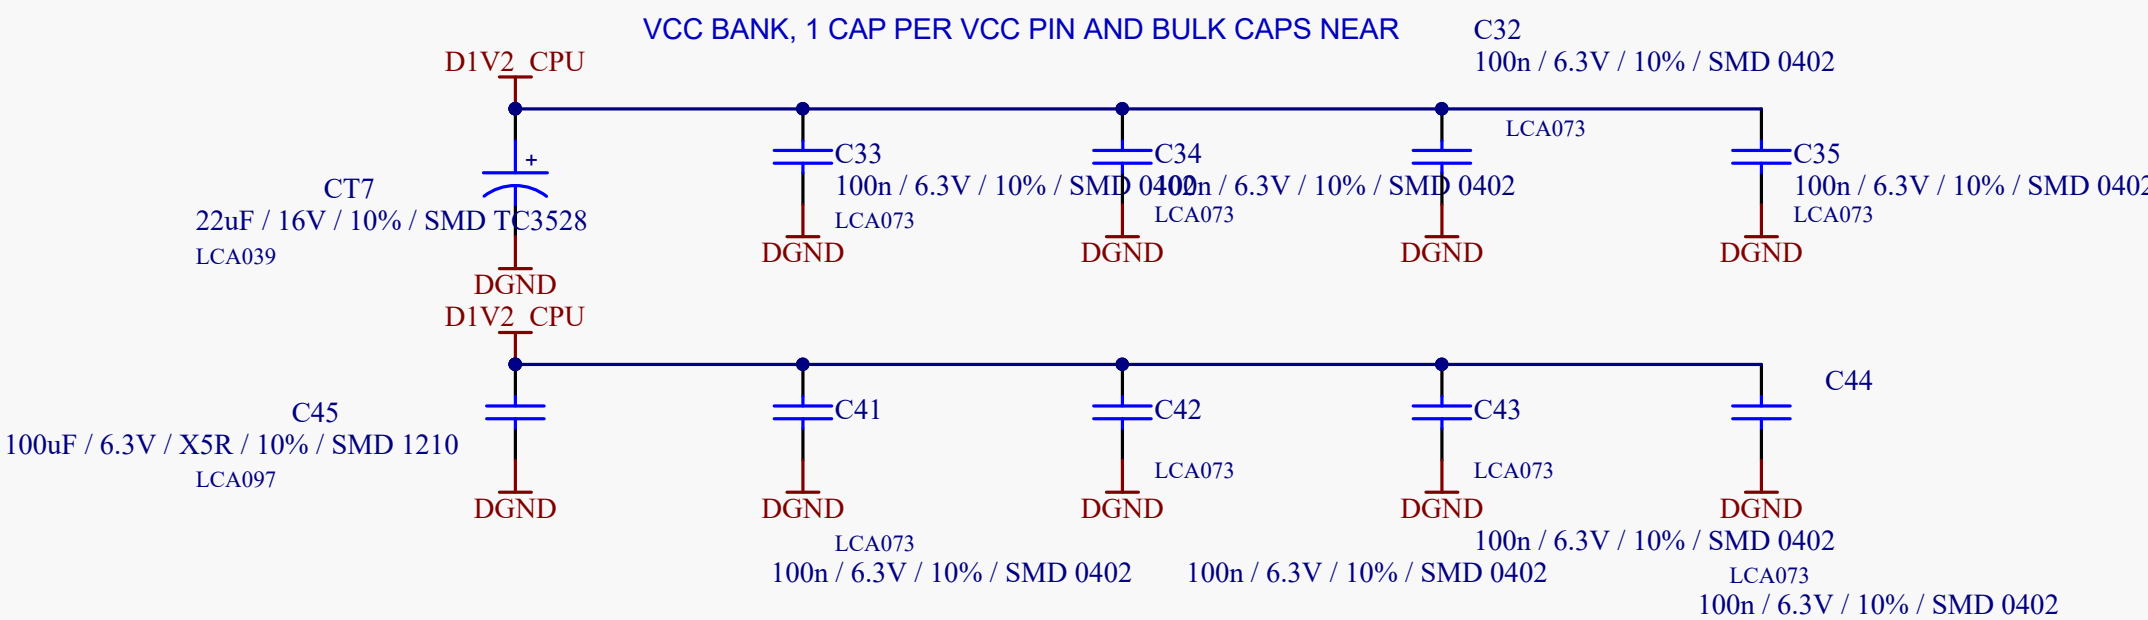 VCC BANK, 1 CAP PER VCC PIN AND BULK CAPS NEAR
C32
100n / 6.3V / 10% / SMD 0402
LCA073
D1V2_CPU
+
CT7
22uF / 16V / 10% / SMD TC3528
LCA039
DGND
C33
100n / 6.3V / 10% / SMD 0402
LCA073
DGND
C34
100n / 6.3V / 10% / SMD 0402
LCA073
DGND
DGND
C35
100n / 6.3V / 10% / SMD 0402
LCA073
DGND
D1V2_CPU
C45
100uF / 6.3V / X5R / 10% / SMD 1210
LCA097
DGND
C41
DGND
LCA073
100n / 6.3V / 10% / SMD 0402
C42
LCA073
DGND
100n / 6.3V / 10% / SMD 0402
C43
LCA073
DGND
100n / 6.3V / 10% / SMD 0402
C44
DGND
LCA073
100n / 6.3V / 10% / SMD 0402